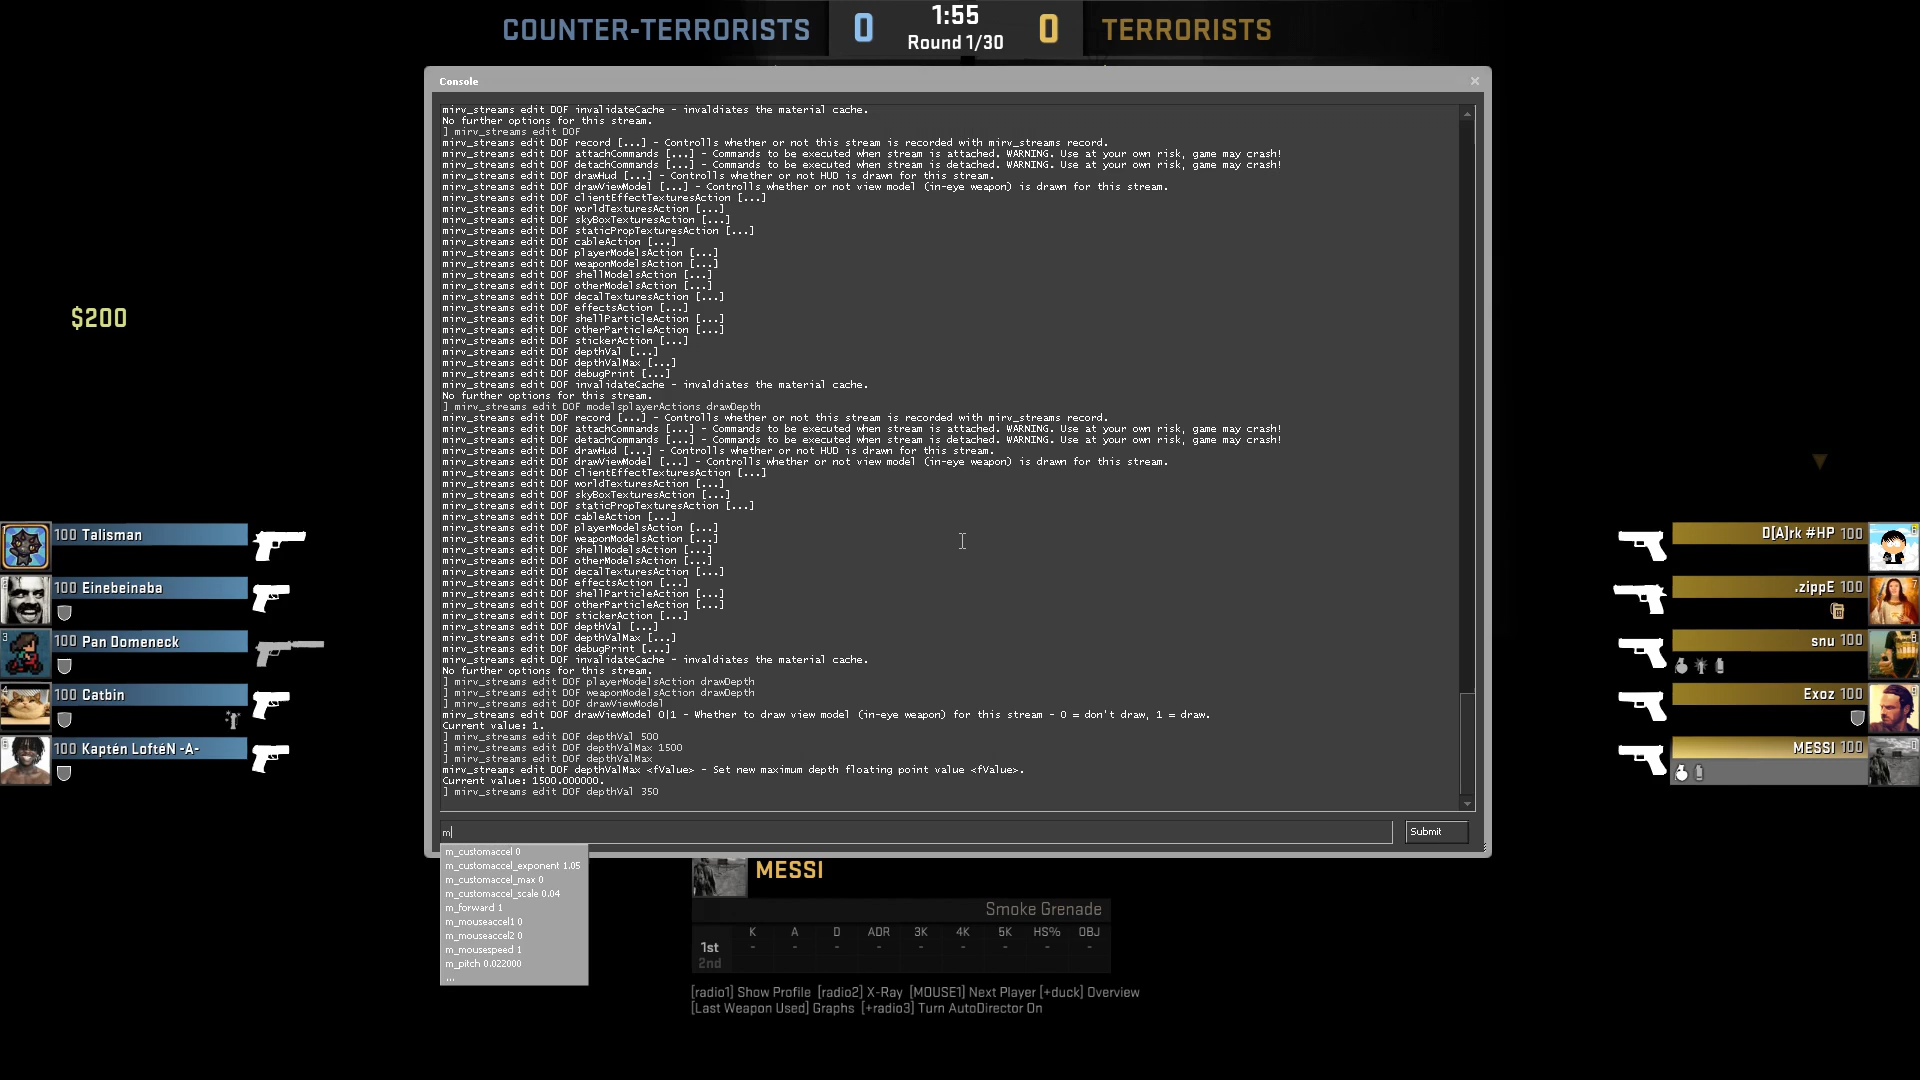 COUNTER-TERRORISTS 0 1:55 0 TERRORISTS
Round 1/30
Console
mirv_streams edit DOF invalidateCache - invaldiates the material cache.
No further options for this stream.
] mirv_streams edit DOF
mirv_streams edit DOF record [...] - Controlls whether or not this stream is recorded with mirv_streams record.
mirv_streams edit DOF attachCommands [...] - Commands to be executed when stream is attached. WARNING. Use at your own risk, game may crash!
mirv_streams edit DOF detachCommands [...] - Commands to be executed when stream is detached. WARNING. Use at your own risk, game may crash!
mirv_streams edit DOF drawHud [...] - Controlls whether or not HUD is drawn for this stream.
mirv_streams edit DOF drawViewModel [...] - Controlls whether or not view model (in-eye weapon) is drawn for this stream.
mirv_streams edit DOF clientEffectTexturesAction [...]
mirv_streams edit DOF worldTexturesAction [...]
mirv_streams edit DOF skyBoxTexturesAction [...]
mirv_streams edit DOF staticPropTexturesAction [...]
mirv_streams edit DOF cableAction [...]
mirv_streams edit DOF playerModelsAction [...]
mirv_streams edit DOF weaponModelsAction [...]
mirv_streams edit DOF shellModelsAction [...]
mirv_streams edit DOF otherModelsAction [...]
mirv_streams edit DOF decalTexturesAction [...]
mirv_streams edit DOF effectsAction [...]
mirv_streams edit DOF shellParticleAction [...]
mirv_streams edit DOF otherParticleAction [...]
mirv_streams edit DOF stickerAction [...]
mirv_streams edit DOF depthVal [...]
mirv_streams edit DOF depthValMax [...]
mirv_streams edit DOF debugPrint [...]
mirv_streams edit DOF invalidateCache - invaldiates the material cache.
No further options for this stream.
] mirv_streams edit DOF modelsplayerActions drawDepth
mirv_streams edit DOF record [...] - Controlls whether or not this stream is recorded with mirv_streams record.
mirv_streams edit DOF attachCommands [...] - Commands to be executed when stream is attached. WARNING. Use at your own risk, game may crash!
mirv_streams edit DOF detachCommands [...] - Commands to be executed when stream is detached. WARNING. Use at your own risk, game may crash!
mirv_streams edit DOF drawHud [...] - Controlls whether or not HUD is drawn for this stream.
mirv_streams edit DOF drawViewModel [...] - Controlls whether or not view model (in-eye weapon) is drawn for this stream.
mirv_streams edit DOF clientEffectTexturesAction [...]
mirv_streams edit DOF worldTexturesAction [...]
mirv_streams edit DOF skyBoxTexturesAction [...]
mirv_streams edit DOF staticPropTexturesAction [...]
mirv_streams edit DOF cableAction [...]
mirv_streams edit DOF playerModelsAction [...]
mirv_streams edit DOF weaponModelsAction [...]
mirv_streams edit DOF shellModelsAction [...]
mirv_streams edit DOF otherModelsAction [...]
mirv_streams edit DOF decalTexturesAction [...]
mirv_streams edit DOF effectsAction [...]
mirv_streams edit DOF shellParticleAction [...]
mirv_streams edit DOF otherParticleAction [...]
mirv_streams edit DOF stickerAction [...]
mirv_streams edit DOF depthVal [...]
mirv_streams edit DOF depthValMax [...]
mirv_streams edit DOF debugPrint [...]
mirv_streams edit DOF invalidateCache - invaldiates the material cache.
No further options for this stream.
] mirv_streams edit DOF playerModelsAction drawDepth
] mirv_streams edit DOF weaponModelsAction drawDepth
] mirv_streams edit DOF drawViewModel
mirv_streams edit DOF drawViewModel 0|1 - Whether to draw view model (in-eye weapon) for this stream - 0 = don't draw, 1 = draw.
Current value: 1.
] mirv_streams edit DOF depthVal 500
] mirv_streams edit DOF depthValMax 1500
] mirv_streams edit DOF depthValMax
mirv_streams edit DOF depthValMax <fValue> - Set new maximum depth floating point value <fValue>.
Current value: 1500.000000.
] mirv_streams edit DOF depthVal 350
m
Submit
m_customaccel 0
m_customaccel_exponent 1.05
m_customaccel_max 0
m_customaccel_scale 0.04
m_forward 1
m_mouseaccel1 0
m_mouseaccel2 0
m_mousespeed 1
m_pitch 0.022000
...
$200
100 Talisman
100 Einebeinaba
3
100 Pan Domeneck
4
100 Catbin
100 Kaptén LofténN -A-
D[A]rk #HP 100
.zippE 100
7
snu 100
Exoz 100
MESSI 100
MESSI
Smoke Grenade
K A D ADR 3K 4K 5K HS% OBJ
1st - - - - - - - - -
2nd
[radio1] Show Profile [radio2] X-Ray [MOUSE1] Next Player [+duck] Overview
[Last Weapon Used] Graphs [+radio3] Turn AutoDirector On